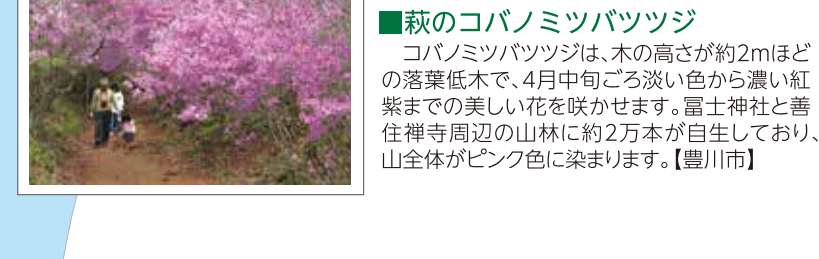 ■萩のコバノミツバツツジ
コバノミツバツツジは、木の高さが約2mほど
の落葉低木で、4月中旬ごろ淡い色から濃い紅
紫までの美しい花を咲かせます。冨士神社と善
住禅寺周辺の山林に約2万本が自生しており、
山全体がピンク色に染まります。【豊川市】